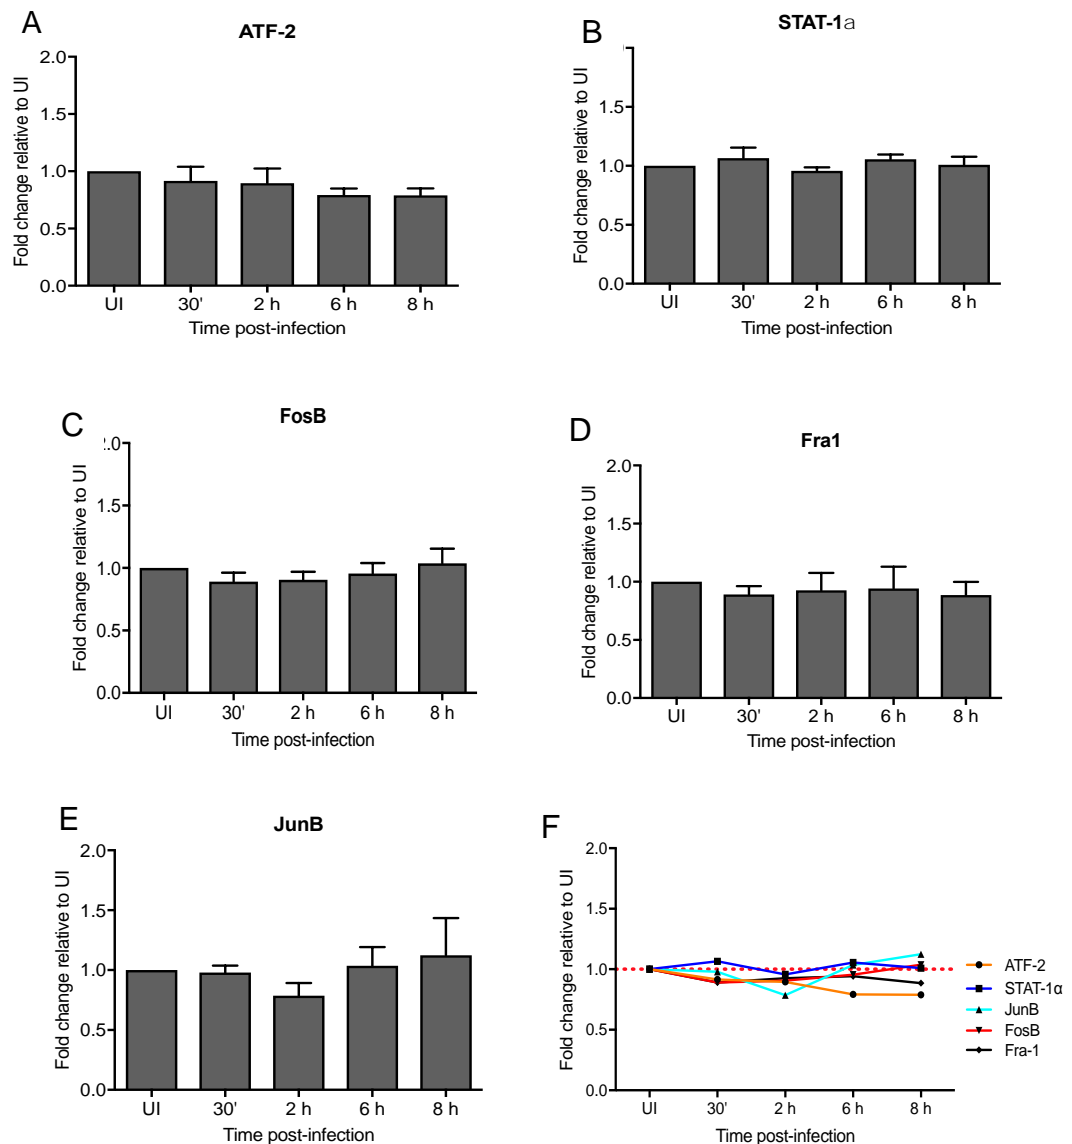 A
ATF-2
Fold change relative to UI
2.0
1.5
1.0
0.5
0.0
UI 30' 2 h 6 h 8 h
Time post-infection
B
STAT-1a
Fold change relative to UI
1.5
1.0
0.5
0.0
UI 30' 2 h 6 h 8 h
Time post-infection
C
FosB
Fold change relative to UI
2.0
1.5
1.0
0.5
0.0
UI 30' 2 h 6 h 8 h
Time post-infection
D
Fra1
Fold change relative to UI
2.0
1.5
1.0
0.5
0.0
UI 30' 2 h 6 h 8 h
Time post-infection
E
JunB
Fold change relative to UI
2.0
1.5
1.0
0.5
0.0
UI 30' 2 h 6 h 8 h
Time post-infection
F
Fold change relative to UI
2.0
1.5
1.0
0.5
0.0
UI 30' 2 h 6 h 8 h
Time post-infection
ATF-2
STAT-1α
JunB
FosB
Fra-1